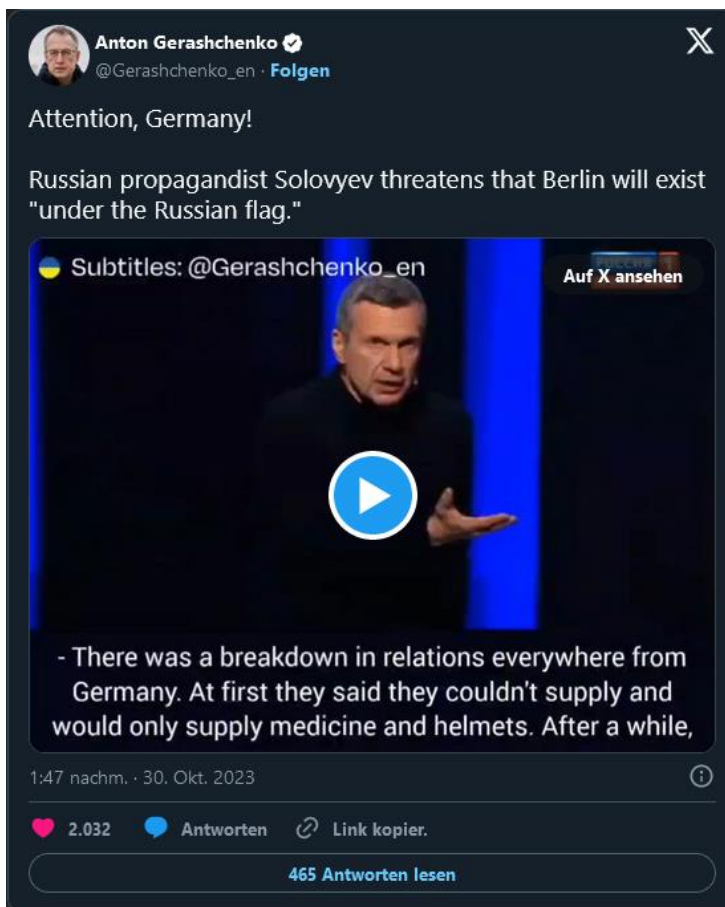 Anton Gerashchenko
@Gerashchenko_en · Folgen
Attention, Germany!
Russian propagandist Solovyev threatens that Berlin will exist
"under the Russian flag."
Subtitles: @Gerashchenko_en
Auf X ansehen
- There was a breakdown in relations everywhere from
Germany. At first they said they couldn't supply and
would only supply medicine and helmets. After a while,
1:47 nachm. · 30. Okt. 2023
2.032 Antworten Link kopier.
465 Antworten lesen